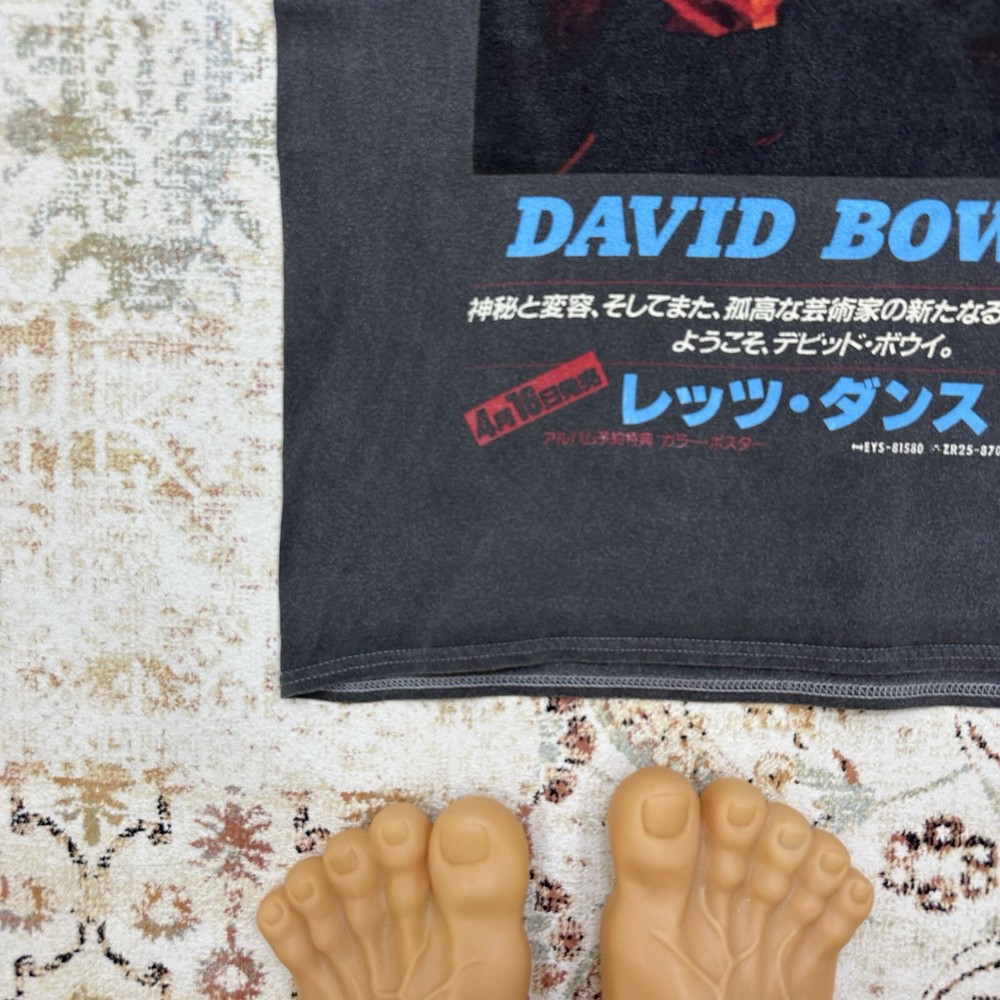 DAVID BOW
神秘と変容、そしてまた、孤高な芸術家の新たなる
ようこそ、デビッド・ボウイ。
4月16日発売
レッツ・ダンス
アルバム予約特典 カラー・ポスター
EYS-81580 ZR25-870